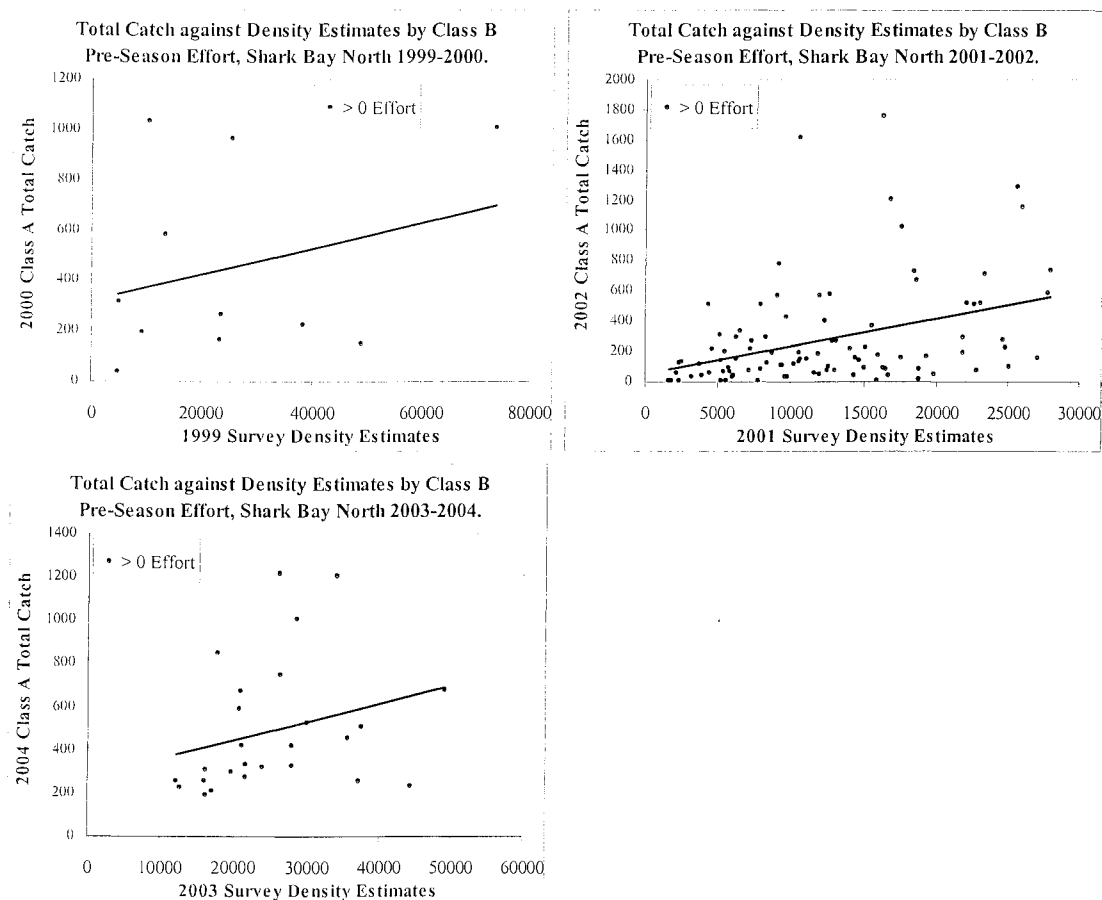 Total Catch against Density Estimates by Class B
Pre-Season Effort, Shark Bay North 1999-2000.
1200
1000
800
600
400
200
0
> 0 Effort
2000 Class A Total Catch
0 20000 40000 60000 80000
1999 Survey Density Estimates
Total Catch against Density Estimates by Class B
Pre-Season Effort, Shark Bay North 2001-2002.
2000
1800
1600
1400
1200
1000
800
600
400
200
0
> 0 Effort
2002 Class A Total Catch
0 5000 10000 15000 20000 25000 30000
2001 Survey Density Estimates
Total Catch against Density Estimates by Class B
Pre-Season Effort, Shark Bay North 2003-2004.
1400
1200
1000
800
600
400
200
0
> 0 Effort
2004 Class A Total Catch
0 10000 20000 30000 40000 50000 60000
2003 Survey Density Estimates